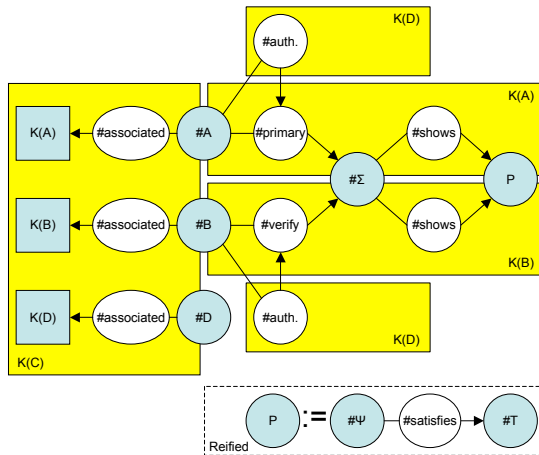 #auth.
K(D)
K(A)
K(A)
#associated
#A
#primary
#shows
#Σ
P
K(B)
#associated
#B
#verify
#shows
K(B)
K(D)
#associated
#D
#auth.
K(D)
K(C)
P := #Ψ #satisfies #T
Reified